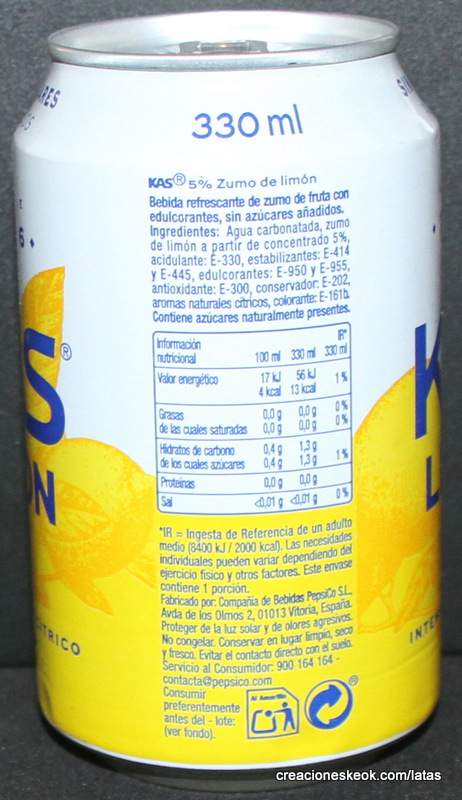 330 ml
KAS® 5% Zumo de limón
Bebida refrescante de zumo de fruta con
edulcorantes, sin azúcares añadidos.
Ingredientes: Agua carbonatada, zumo
de limón a partir de concentrado 5%,
acidulante: E-330, estabilizantes: E-414
y E-445, edulcorantes: E-950 y E-955,
antioxidante: E-300, conservador: E-202,
aromas naturales cítricos, colorante: E-161b.
Contiene azúcares naturalmente presentes.
Información
nutricional 100 ml 330 ml IR* 330 ml
Valor energético 17 kJ 56 kJ 1%
4 kcal 13 kcal
Grasas 0,0 g 0,0 g 0%
de las cuales saturadas 0,0 g 0,0 g 0%
Hidratos de carbono 0,4 g 1,3 g 1%
de los cuales azúcares 0,4 g 1,3 g
Proteínas 0,0 g 0,0 g
Sal <0,01 g <0,01 g 0%
*IR = Ingesta de Referencia de un adulto
medio (8400 kJ / 2000 kcal). Las necesidades
individuales pueden variar dependiendo del
ejercicio físico y otros factores. Este envase
contiene 1 porción.
Fabricado por: Compañía de Bebidas PepsiCo S.L.,
Avda de los Olmos 2, 01013 Vitoria, España.
Proteger de la luz solar y de olores agresivos.
No congelar. Conservar en lugar limpio, seco
y fresco. Evitar el contacto directo con el suelo.
Servicio al Consumidor: 900 164 164 -
contacta@pepsico.com
Consumir
preferentemente
antes del - lote:
(ver fondo).
Al Amarillo
®
S®
ON
K
L
creacioneskeok.com/latas